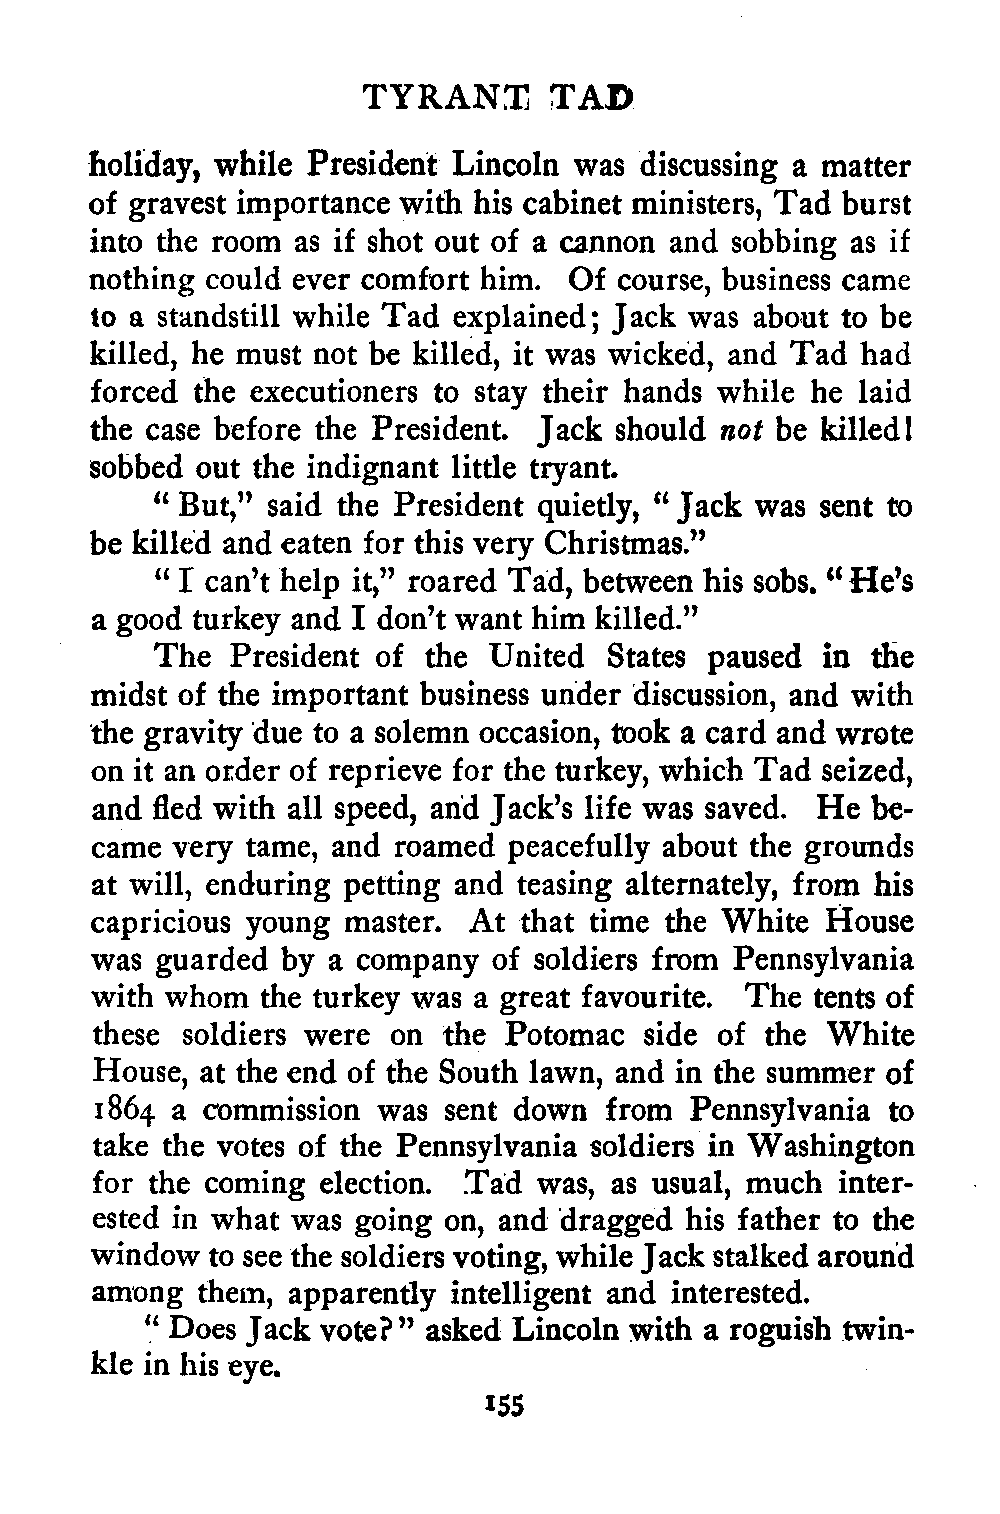 TYRANT TAD
holiday, while President Lincoln was discussing a matter
of gravest importance with his cabinet ministers, Tad burst
into the room as if shot out of a cannon and sobbing as if
nothing could ever comfort him. Of course, business came
to a standstill while Tad explained; Jack was about to be
killed, he must not be killed, it was wicked, and Tad had
forced the executioners to stay their hands while he laid
the case before the President. Jack should not be killed!
sobbed out the indignant little tryant.
“ But,” said the President quietly, “ Jack was sent to
be killed and eaten for this very Christmas.”
“ I can’t help it,” roared Tad, between his sobs. “ He’s
a good turkey and I don’t want him killed.”
The President of the United States paused in the
midst of the important business under discussion, and with
the gravity due to a solemn occasion, took a card and wrote
on it an order of reprieve for the turkey, which Tad seized,
and fled with all speed, and Jack’s life was saved. He be-
came very tame, and roamed peacefully about the grounds
at will, enduring petting and teasing alternately, from his
capricious young master. At that time the White House
was guarded by a company of soldiers from Pennsylvania
with whom the turkey was a great favourite. The tents of
these soldiers were on the Potomac side of the White
House, at the end of the South lawn, and in the summer of
1864 a commission was sent down from Pennsylvania to
take the votes of the Pennsylvania soldiers in Washington
for the coming election. Tad was, as usual, much inter-
ested in what was going on, and dragged his father to the
window to see the soldiers voting, while Jack stalked around
among them, apparently intelligent and interested.
“ Does Jack vote? ” asked Lincoln with a roguish twin-
kle in his eye.
155